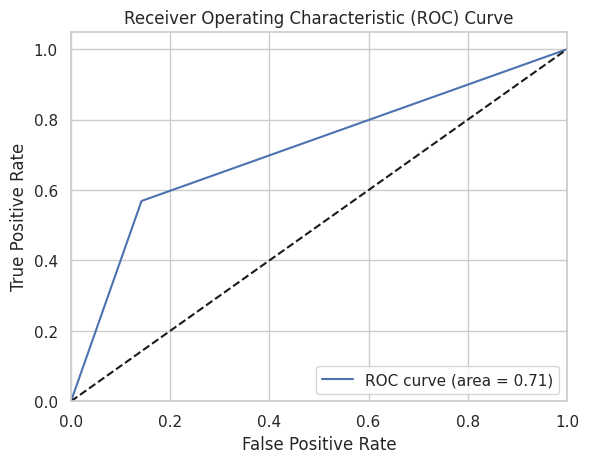 Receiver Operating Characteristic (ROC) Curve
1.0
0.8
0.6
0.4
0.2
0.0
True Positive Rate
ROC curve (area = 0.71)
0.0 0.2 0.4 0.6 0.8 1.0
False Positive Rate